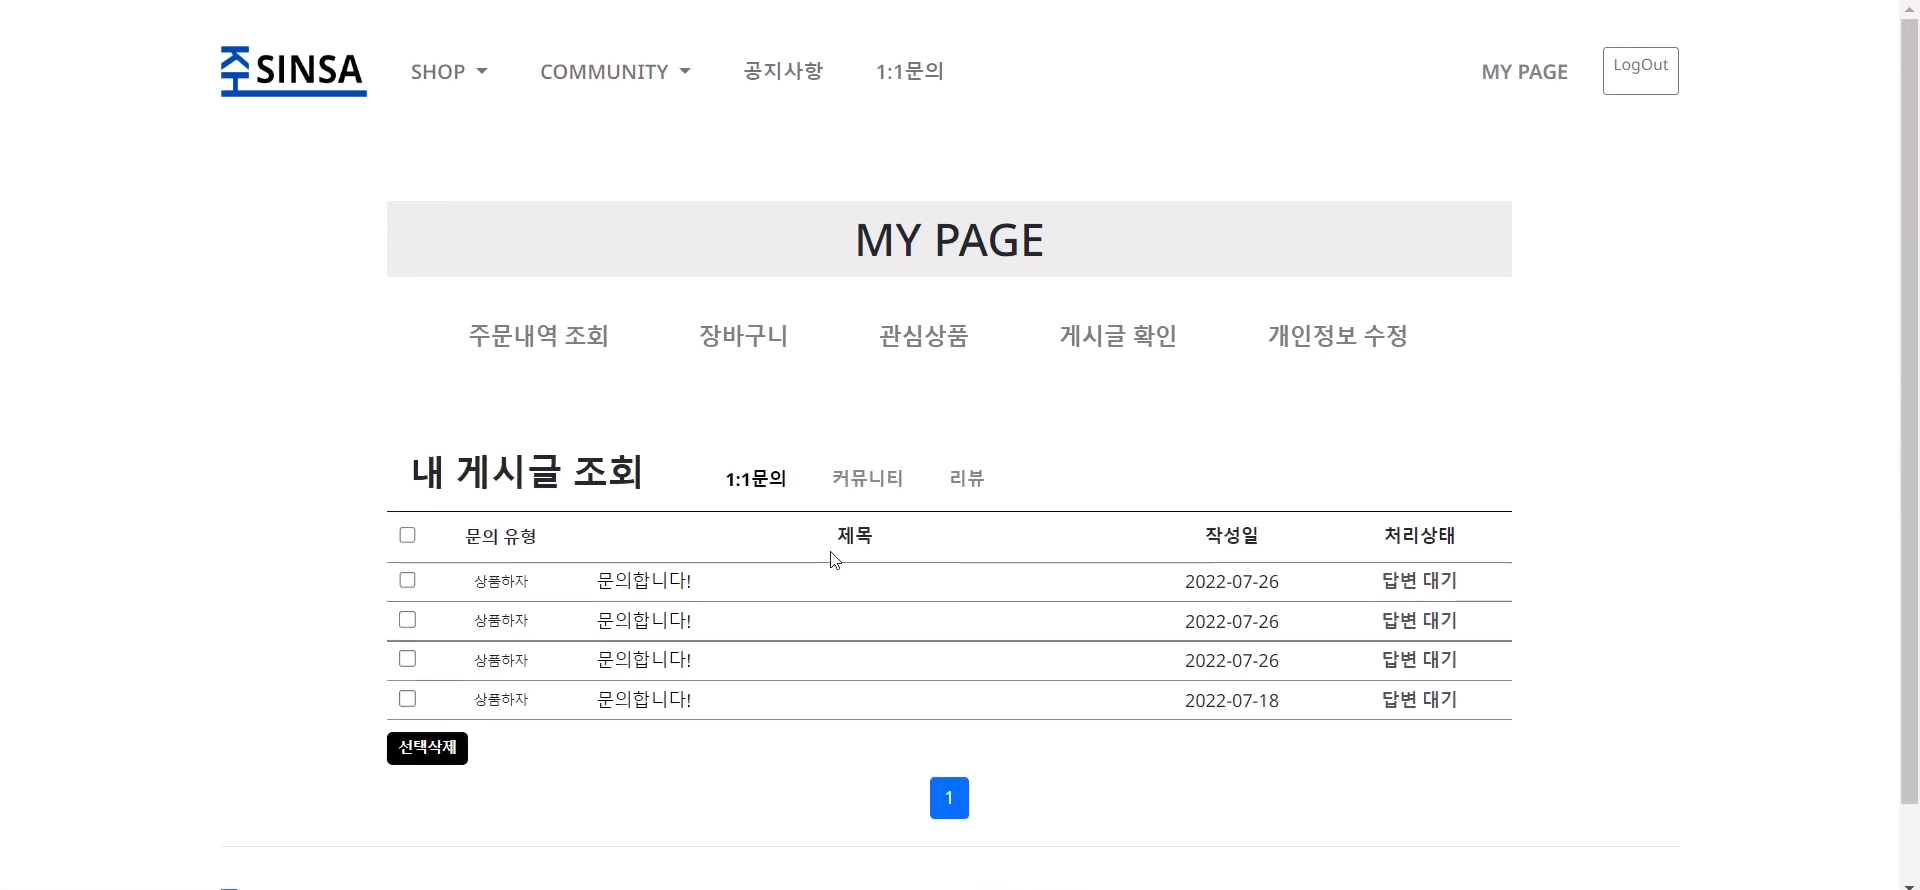 주SINSA SHOP COMMUNITY 공지사항 1:1문의 MY PAGE LogOut
MY PAGE
주문내역 조회 장바구니 관심상품 게시글 확인 개인정보 수정
내 게시글 조회 1:1문의 커뮤니티 리뷰
문의 유형 제목 작성일 처리상태
상품하자 문의합니다! 2022-07-26 답변 대기
상품하자 문의합니다! 2022-07-26 답변 대기
상품하자 문의합니다! 2022-07-26 답변 대기
상품하자 문의합니다! 2022-07-18 답변 대기
선택삭제
1